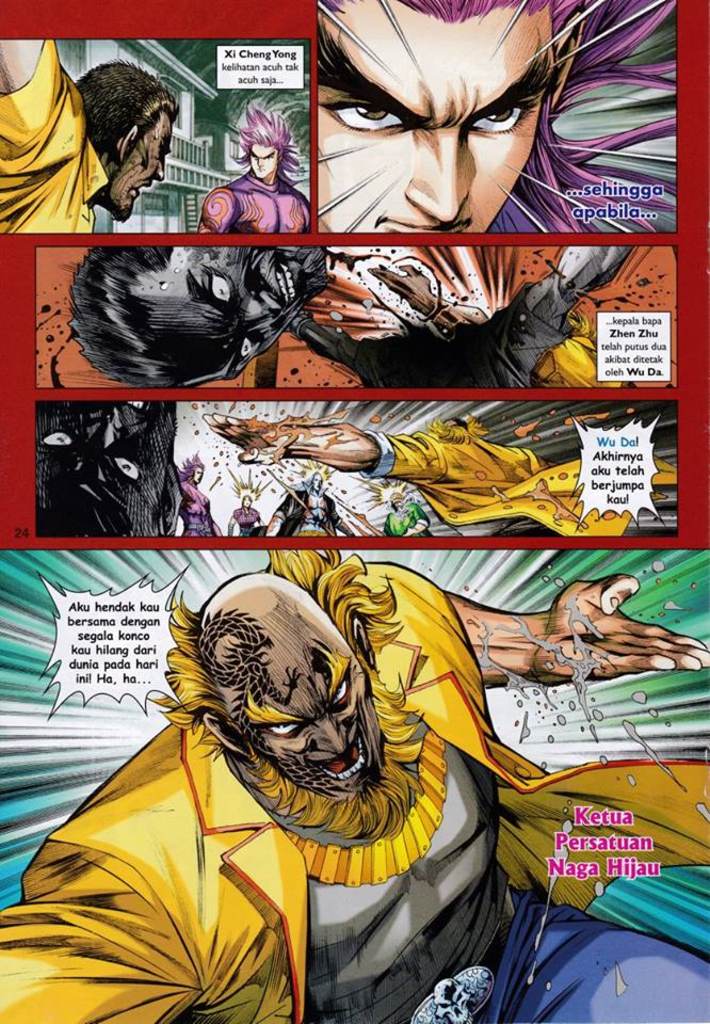 Xi Cheng Yong
kelihatan acuh tak
acuh saja...
...sehingga
apabila...
...kepala bapa
Zhen Zhu
telah putus dua
akibat ditetak
oleh Wu Da.
Wu Da!
Akhirnya
aku telah
berjumpa
kau!
24
Aku hendak kau
bersama dengan
segala konco
kau hilang dari
dunia pada hari
ini! Ha, ha...
Ketua
Persatuan
Naga Hijau